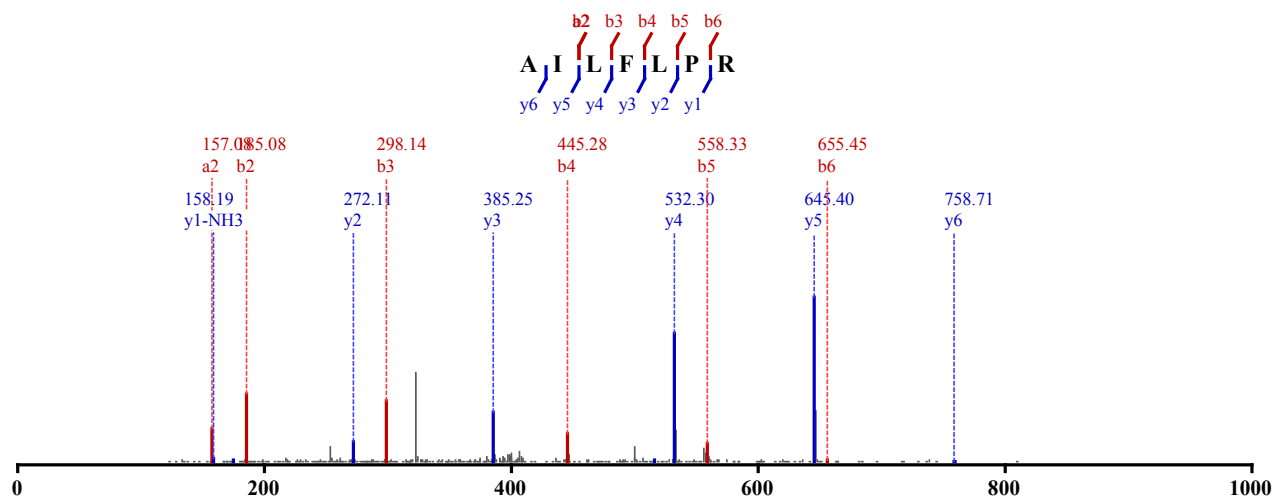 a2 b2 b3 b4 b5 b6
A I L F L P R
y6 y5 y4 y3 y2 y1
157.08 185.08 298.14 445.28 558.33 655.45
a2 b2 b3 b4 b5 b6
158.19 272.11 385.25 532.30 645.40 758.71
y1-NH3 y2 y3 y4 y5 y6
0 200 400 600 800 1000